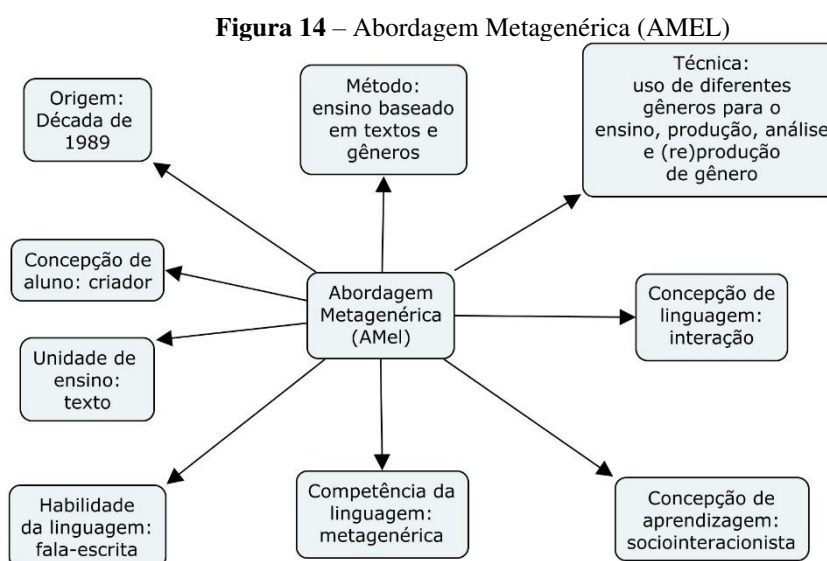 Figura 14 – Abordagem Metagenérica (AMEL)
Origem:
Década de
1989
Método:
ensino baseado
em textos e
gêneros
Técnica:
uso de diferentes
gêneros para o
ensino, produção, análise
e (re)produção
de gênero
Concepção de
aluno: criador
Abordagem
Metagenérica
(AMel)
Concepção de
linguagem:
interação
Unidade de
ensino:
texto
Habilidade
da linguagem:
fala-escrita
Competência da
linguagem:
metagenérica
Concepção de
aprendizagem:
sociointeracionista